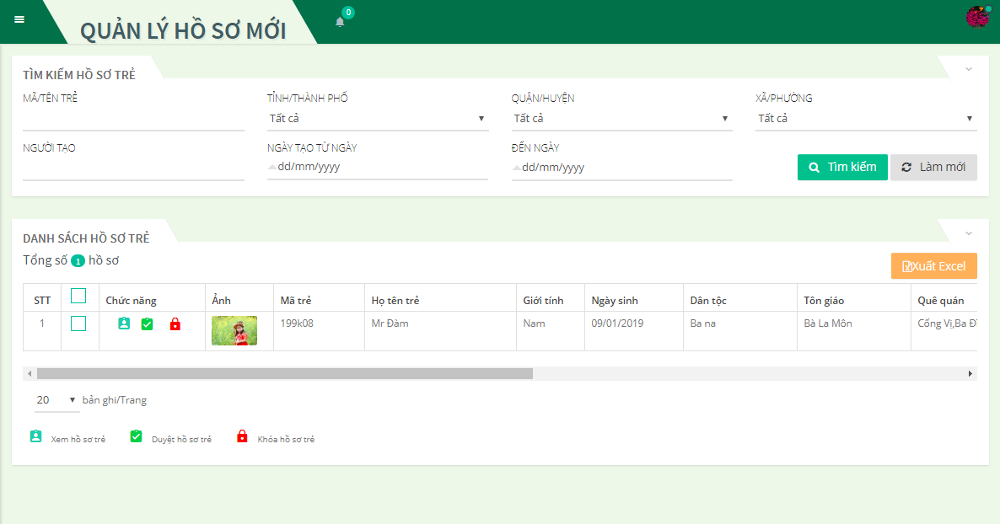 QUẢN LÝ HỒ SƠ MỚI
0
TÌM KIẾM HỒ SƠ TRẺ
MÃ/TÊN TRẺ
TỈNH/THÀNH PHỐ
QUẬN/HUYỆN
XÃ/PHƯỜNG
Tất cả
Tất cả
Tất cả
NGƯỜI TẠO
NGÀY TẠO TỪ NGÀY
ĐẾN NGÀY
dd/mm/yyyy
dd/mm/yyyy
Tìm kiếm
Làm mới
DANH SÁCH HỒ SƠ TRẺ
Tổng số 1 hồ sơ
Xuất Excel
STT Chức năng Ảnh Mã trẻ Họ tên trẻ Giới tính Ngày sinh Dân tộc Tôn giáo Quê quán
1 199k08 Mr Đàm Nam 09/01/2019 Ba na Bà La Môn Cống Vị,Ba Đ
20 bản ghi/Trang
Xem hồ sơ trẻ Duyệt hồ sơ trẻ Khóa hồ sơ trẻ